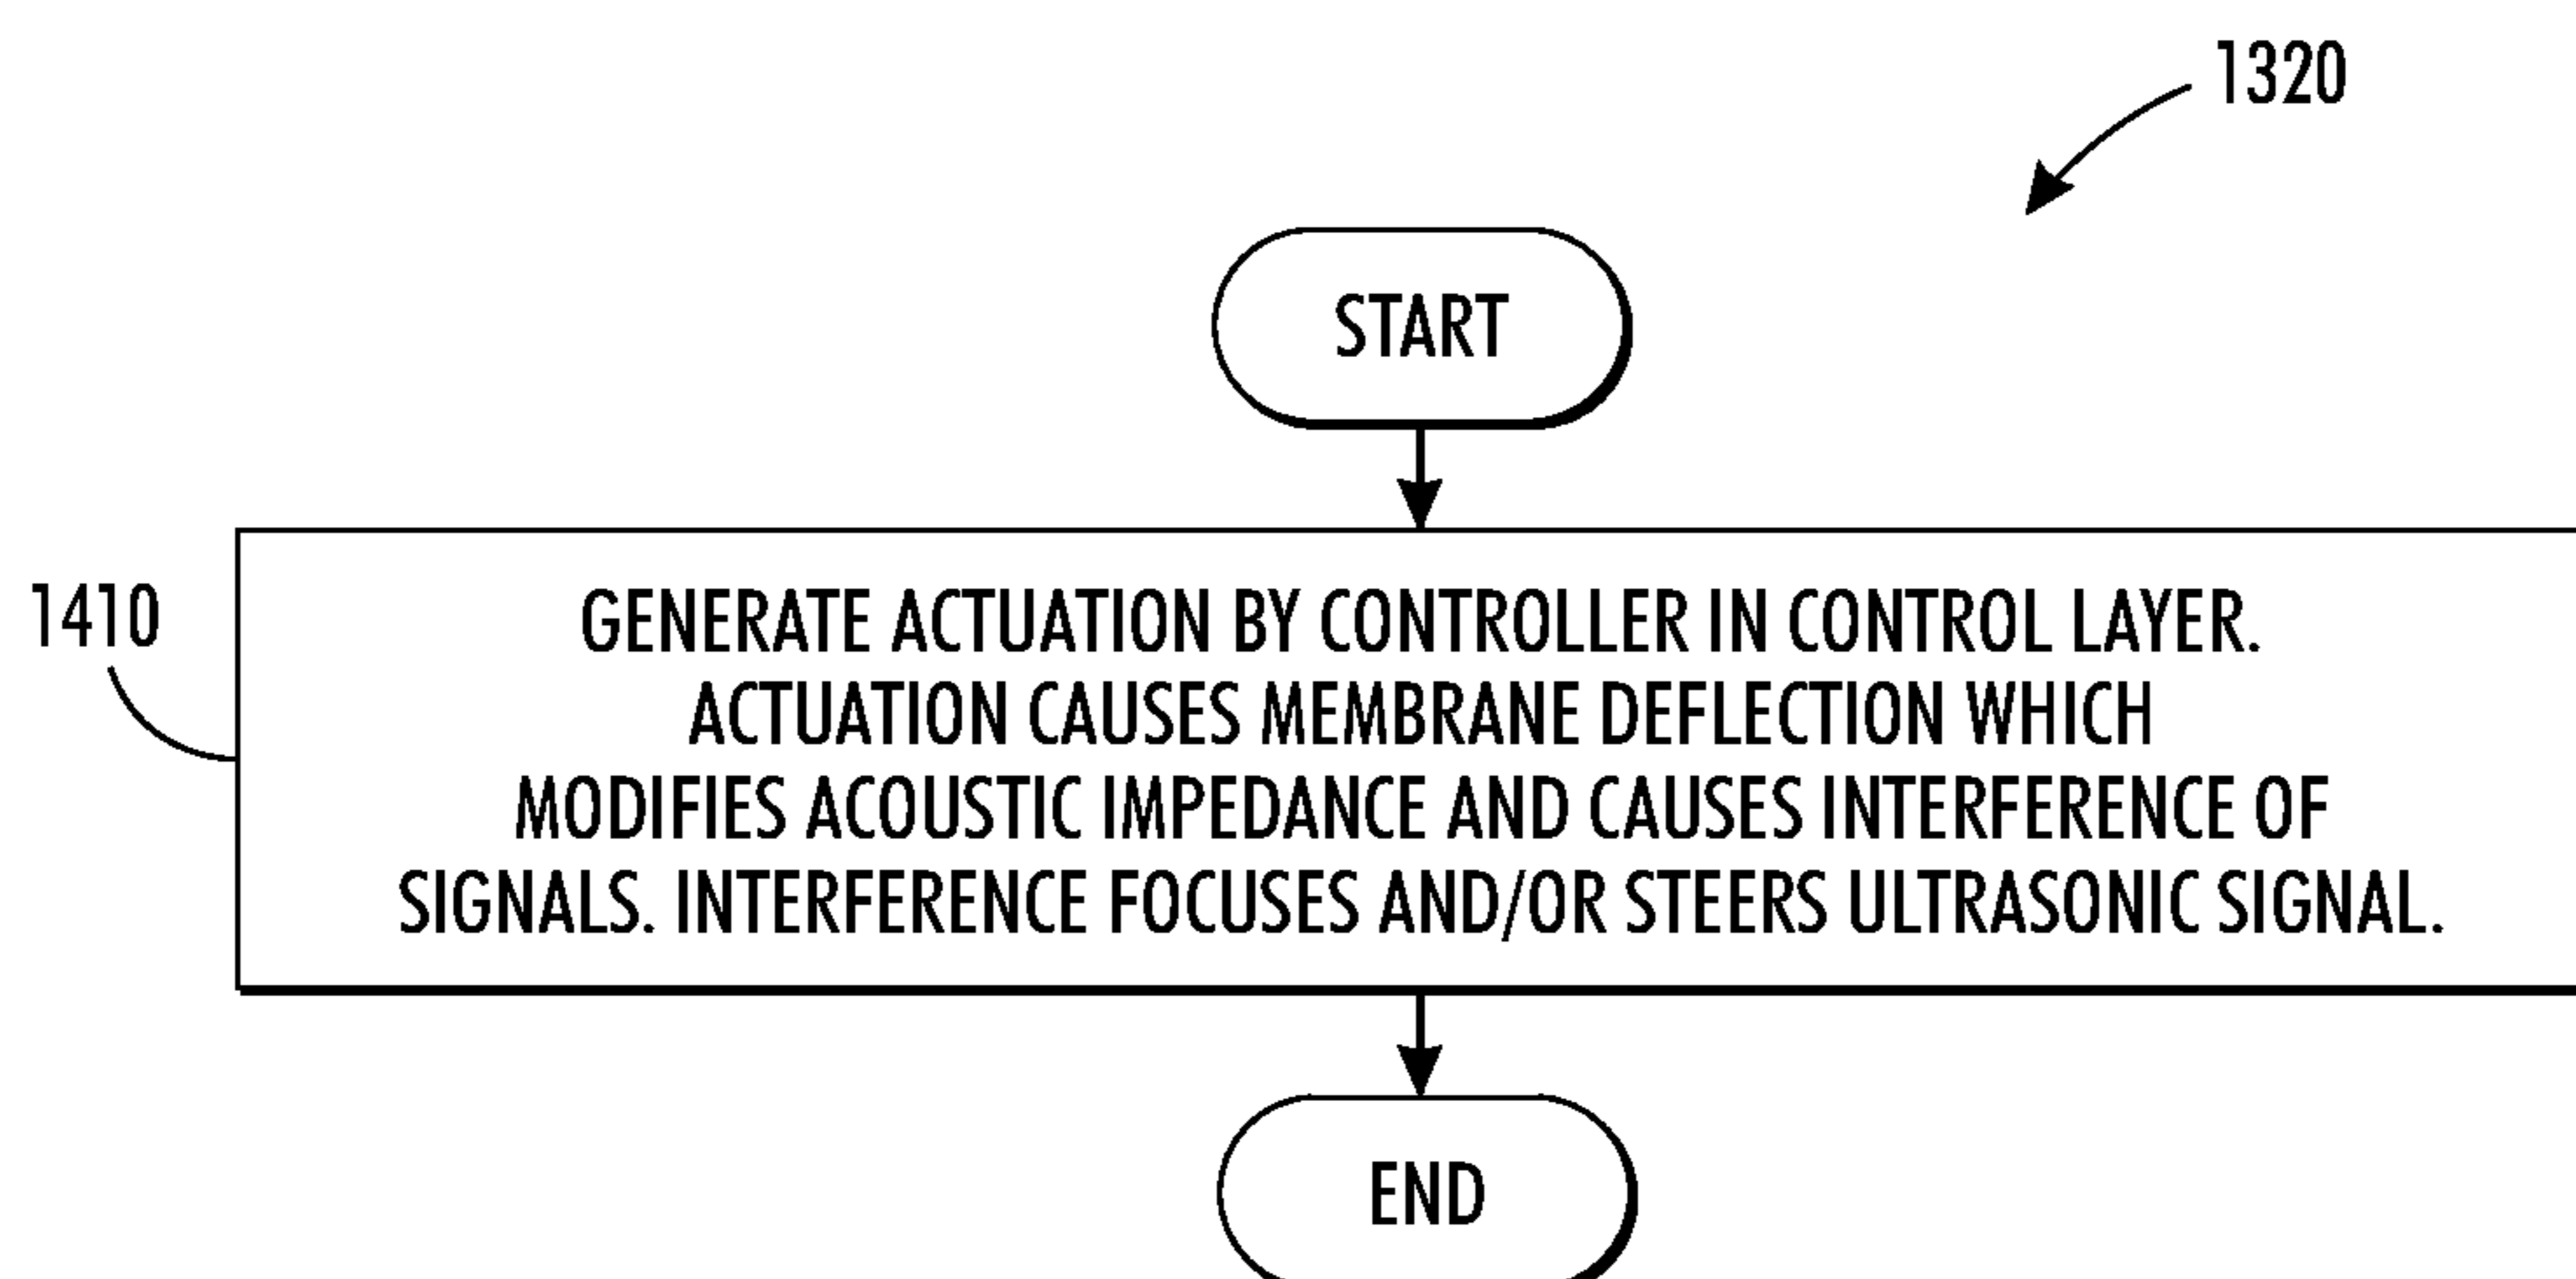 1320
START
1410
GENERATE ACTUATION BY CONTROLLER IN CONTROL LAYER.
ACTUATION CAUSES MEMBRANE DEFLECTION WHICH
MODIFIES ACOUSTIC IMPEDANCE AND CAUSES INTERFERENCE OF
SIGNALS. INTERFERENCE FOCUSES AND/OR STEERS ULTRASONIC SIGNAL.
END